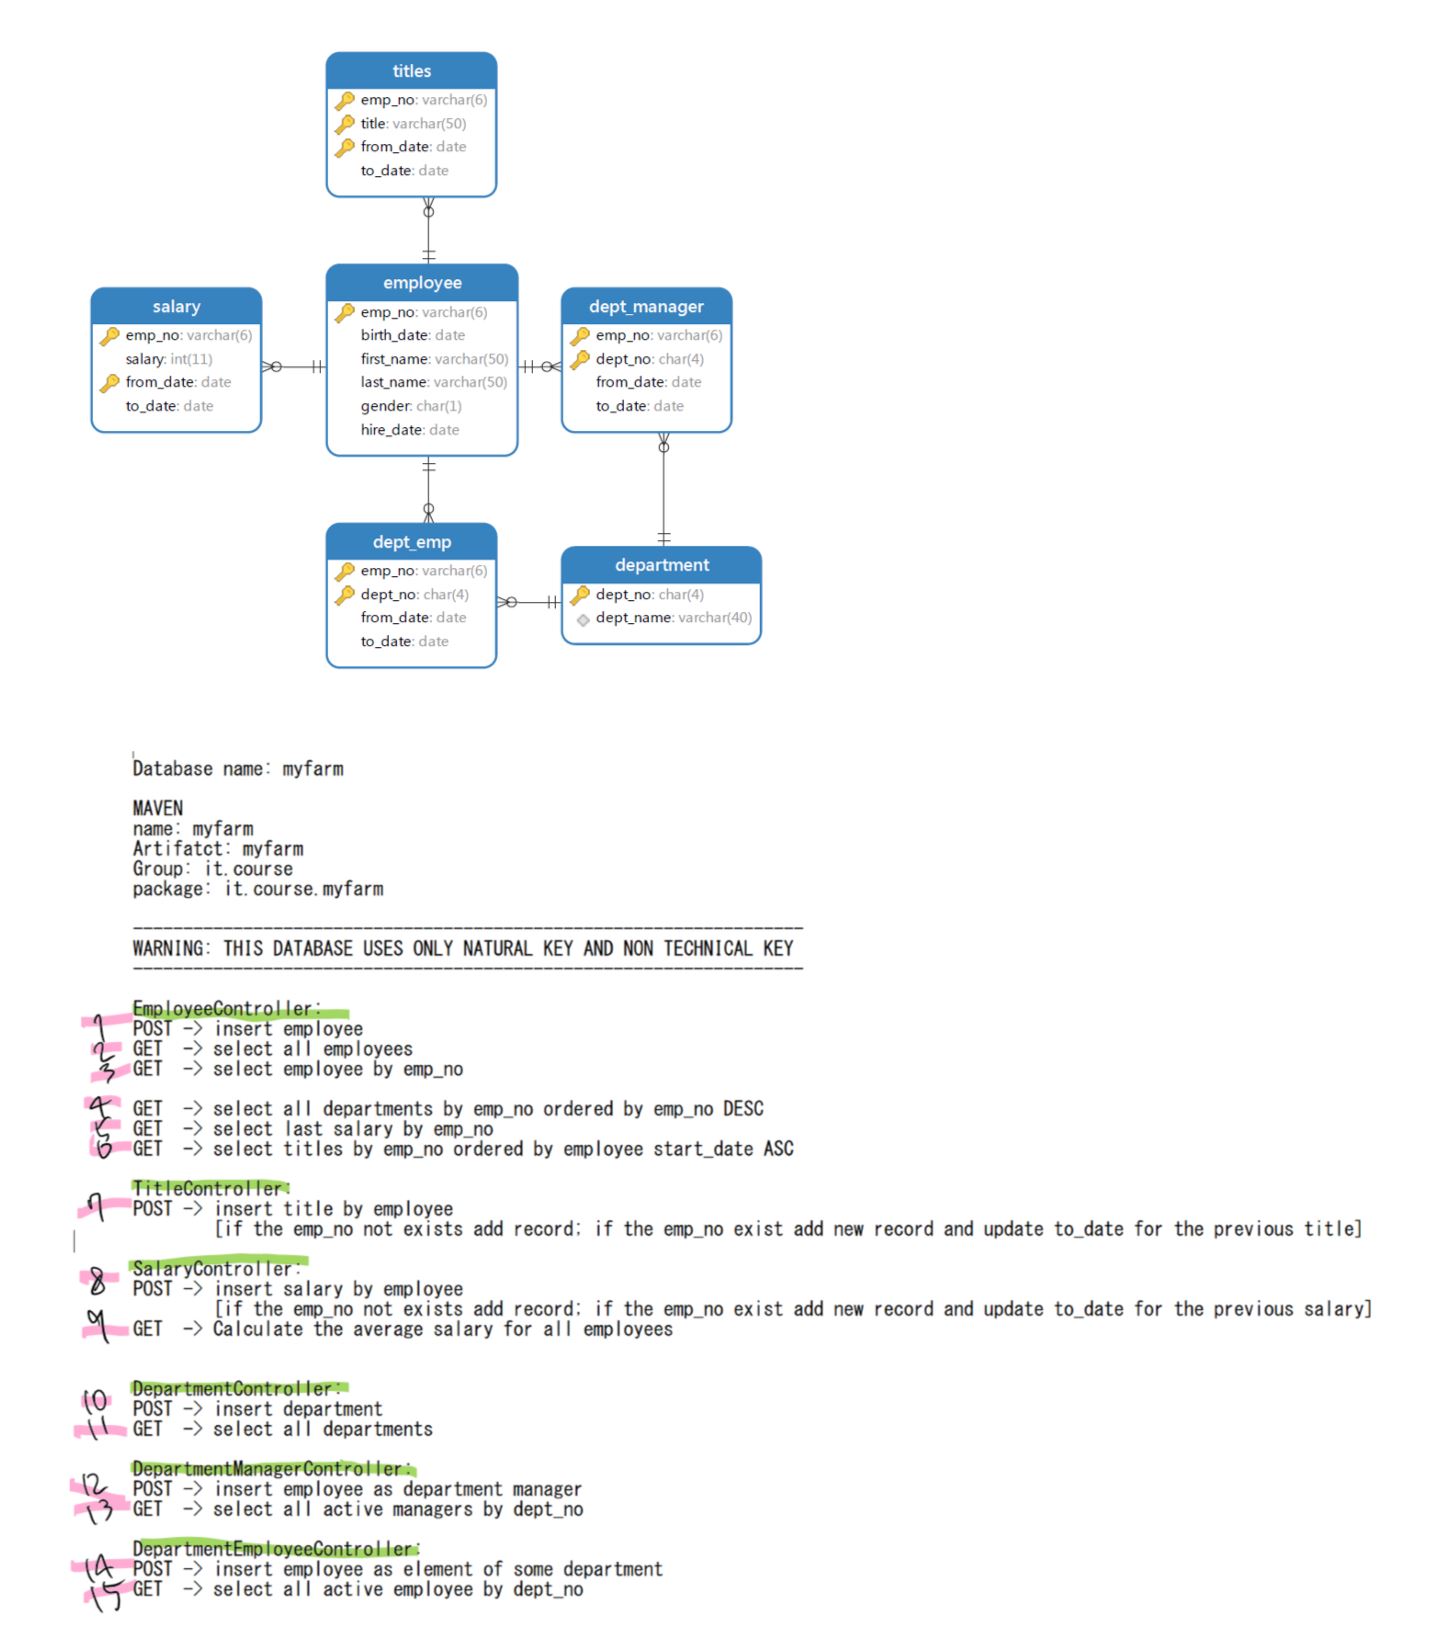 titles
emp_no: varchar(6)
title: varchar(50)
from_date: date
to_date: date
employee
emp_no: varchar(6)
birth_date: date
first_name: varchar(50)
last_name: varchar(50)
gender: char(1)
hire_date: date
salary
emp_no: varchar(6)
salary: int(11)
from_date: date
to_date: date
dept_manager
emp_no: varchar(6)
dept_no: char(4)
from_date: date
to_date: date
dept_emp
emp_no: varchar(6)
dept_no: char(4)
from_date: date
to_date: date
department
dept_no: char(4)
dept_name: varchar(40)
Database name: myfarm
MAVEN
name: myfarm
Artifatct: myfarm
Group: it.course
package: it.course.myfarm
WARNING: THIS DATABASE USES ONLY NATURAL KEY AND NON TECHNICAL KEY
EmployeeController:
1 POST -> insert employee
2 GET -> select all employees
3 GET -> select employee by emp_no
4 GET -> select all departments by emp_no ordered by emp_no DESC
5 GET -> select last salary by emp_no
6 GET -> select titles by emp_no ordered by employee start_date ASC
TitleController:
7 POST -> insert title by employee
[if the emp_no not exists add record; if the emp_no exist add new record and update to_date for the previous title]
SalaryController:
8 POST -> insert salary by employee
[if the emp_no not exists add record; if the emp_no exist add new record and update to_date for the previous salary]
9 GET -> Calculate the average salary for all employees
DepartmentController:
10 POST -> insert department
11 GET -> select all departments
DepartmentManagerController:
12 POST -> insert employee as department manager
13 GET -> select all active managers by dept_no
DepartmentEmployeeController:
14 POST -> insert employee as element of some department
15 GET -> select all active employee by dept_no